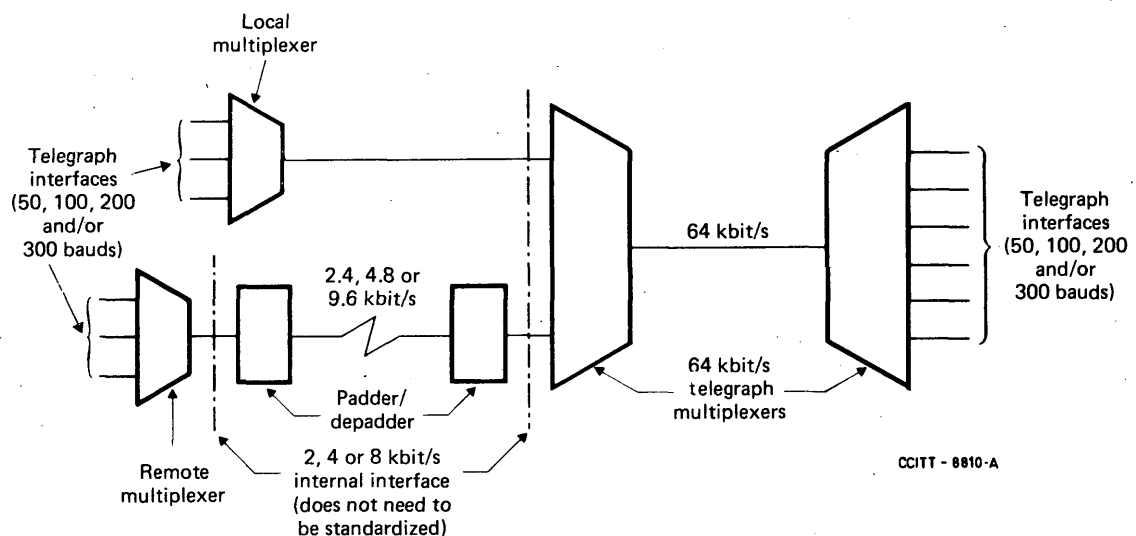 Local
multiplexer
Telegraph
interfaces
(50, 100, 200
and/or
300 bauds)
64 kbit/s
Telegraph
interfaces
(50, 100, 200
and/or
300 bauds)
2.4, 4.8 or
9.6 kbit/s
64 kbit/s
telegraph
multiplexers
Padder/
depadder
Remote
multiplexer
2, 4 or 8 kbit/s
internal interface
(does not need to
be standardized)
CCITT - 8810-A